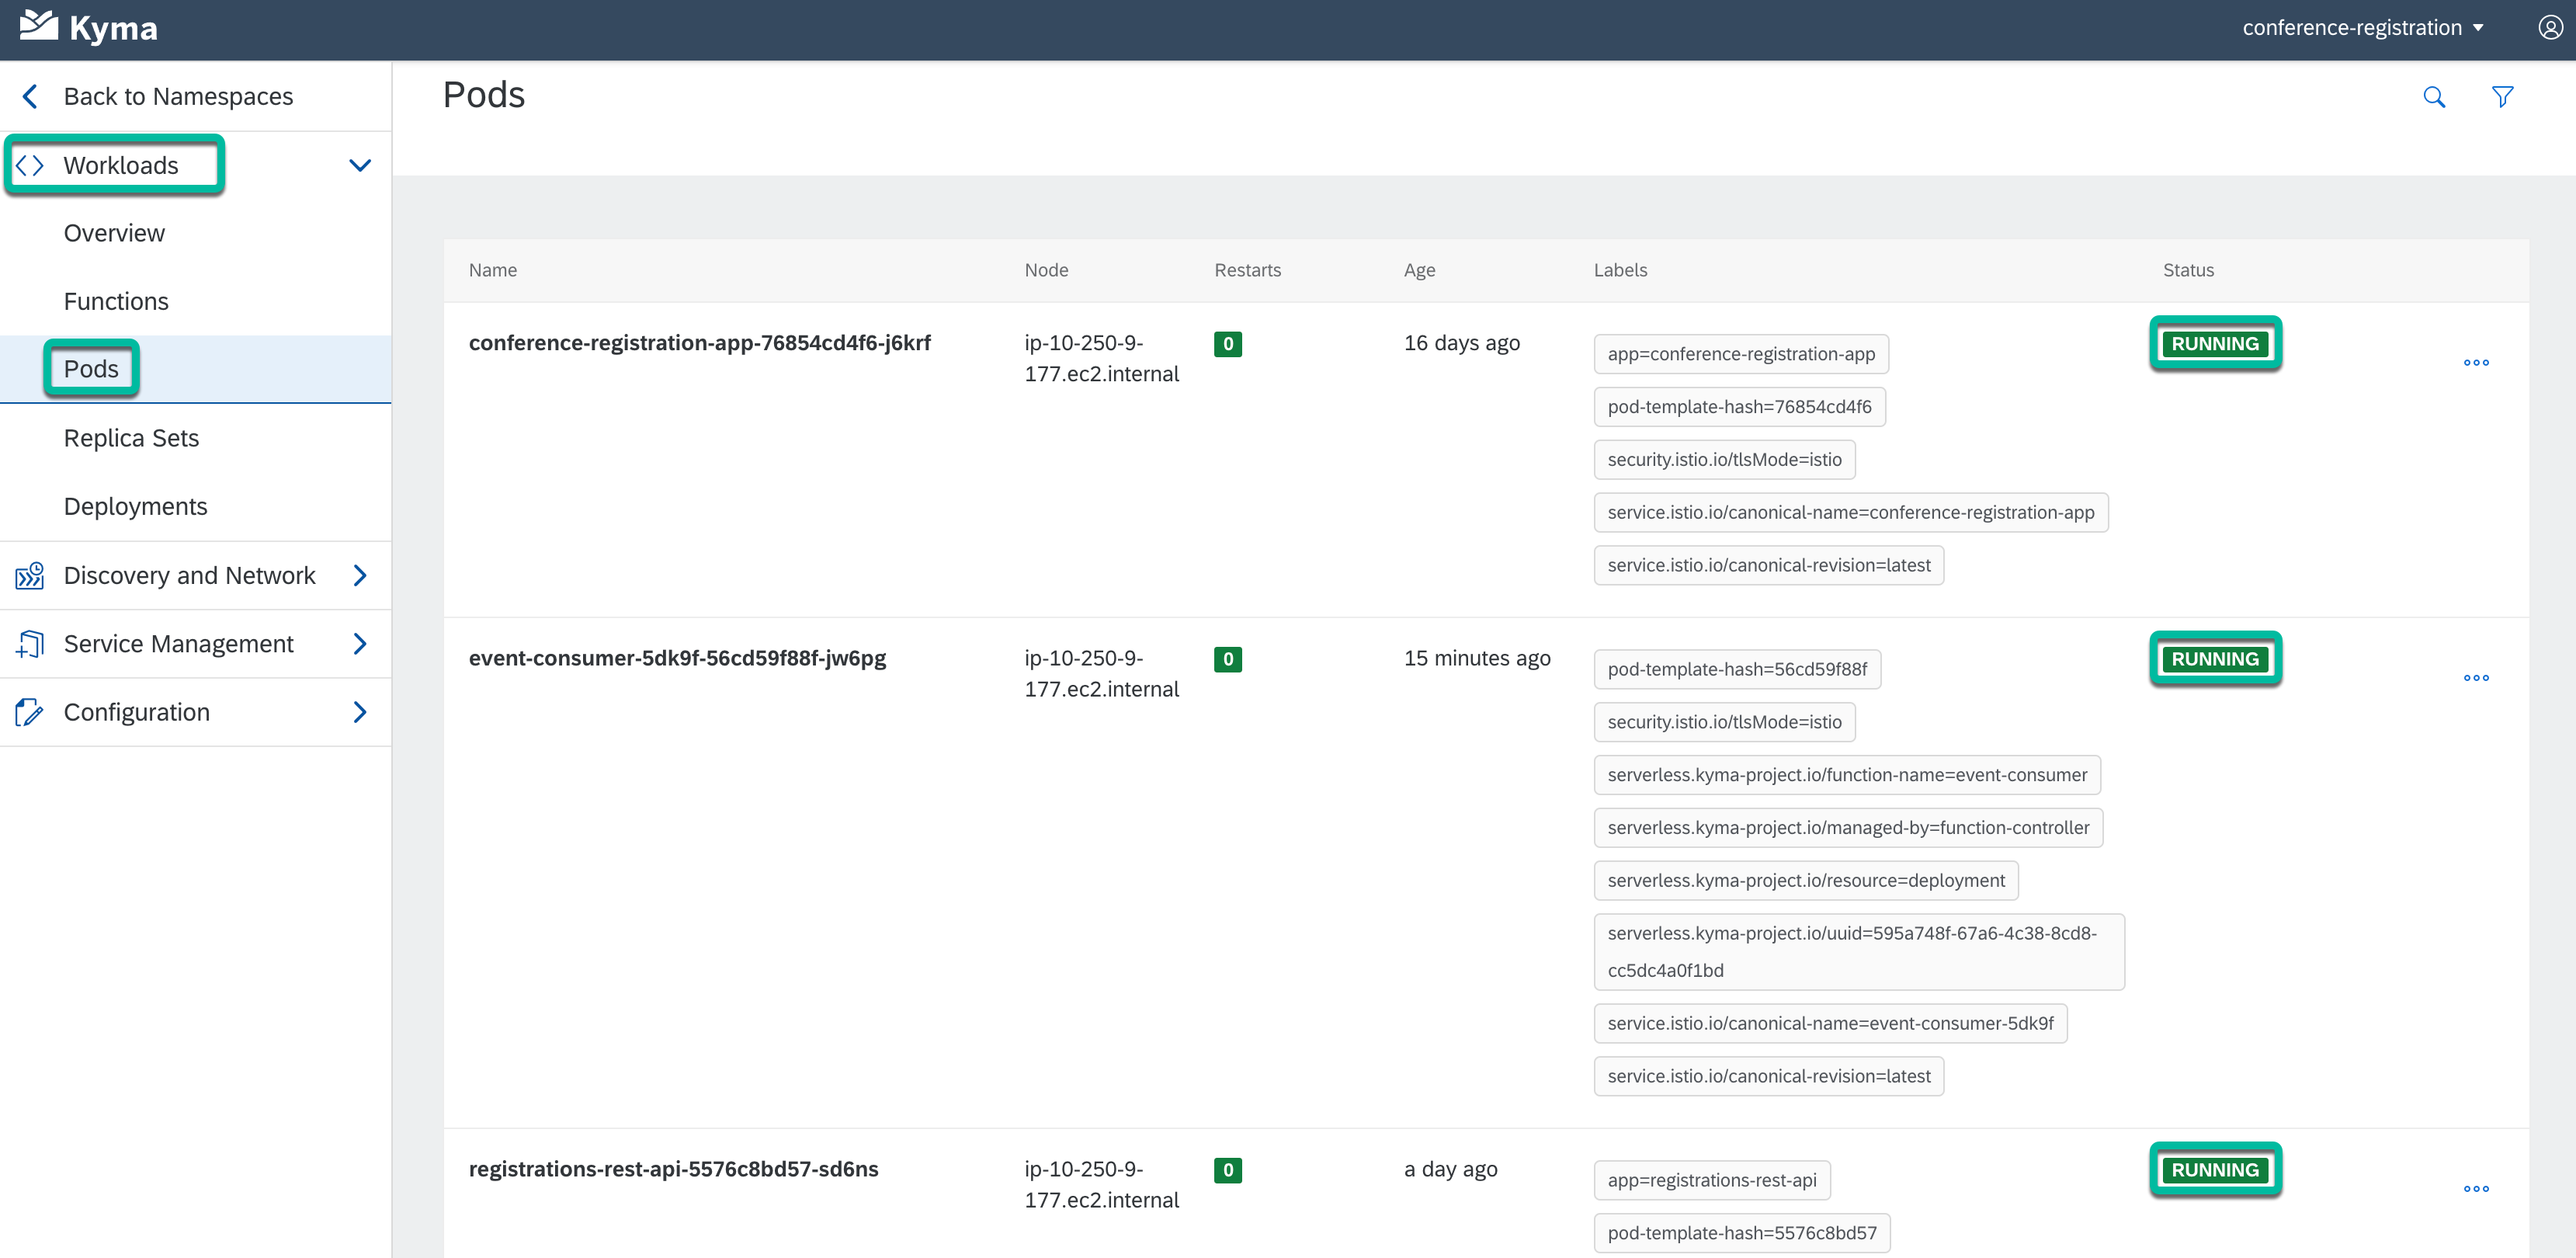 Kyma
conference-registration
Back to Namespaces
Workloads
Overview
Functions
Pods
Replica Sets
Deployments
Discovery and Network
Service Management
Configuration
Pods
Name Node Restarts Age Labels Status
conference-registration-app-76854cd4f6-j6krf
ip-10-250-9-
177.ec2.internal
0
16 days ago
app=conference-registration-app
pod-template-hash=76854cd4f6
security.istio.io/tlsMode=istio
service.istio.io/canonical-name=conference-registration-app
service.istio.io/canonical-revision=latest
RUNNING
event-consumer-5dk9f-56cd59f88f-jw6pg
ip-10-250-9-
177.ec2.internal
0
15 minutes ago
pod-template-hash=56cd59f88f
security.istio.io/tlsMode=istio
serverless.kyma-project.io/function-name=event-consumer
serverless.kyma-project.io/managed-by=function-controller
serverless.kyma-project.io/resource=deployment
serverless.kyma-project.io/uuid=595a748f-67a6-4c38-8cd8-
cc5dc4a0f1bd
service.istio.io/canonical-name=event-consumer-5dk9f
service.istio.io/canonical-revision=latest
RUNNING
registrations-rest-api-5576c8bd57-sd6ns
ip-10-250-9-
177.ec2.internal
0
a day ago
app=registrations-rest-api
pod-template-hash=5576c8bd57
RUNNING